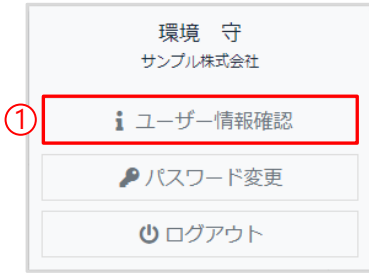 環境　守
サンプル株式会社
① ユーザー情報確認
パスワード変更
ログアウト